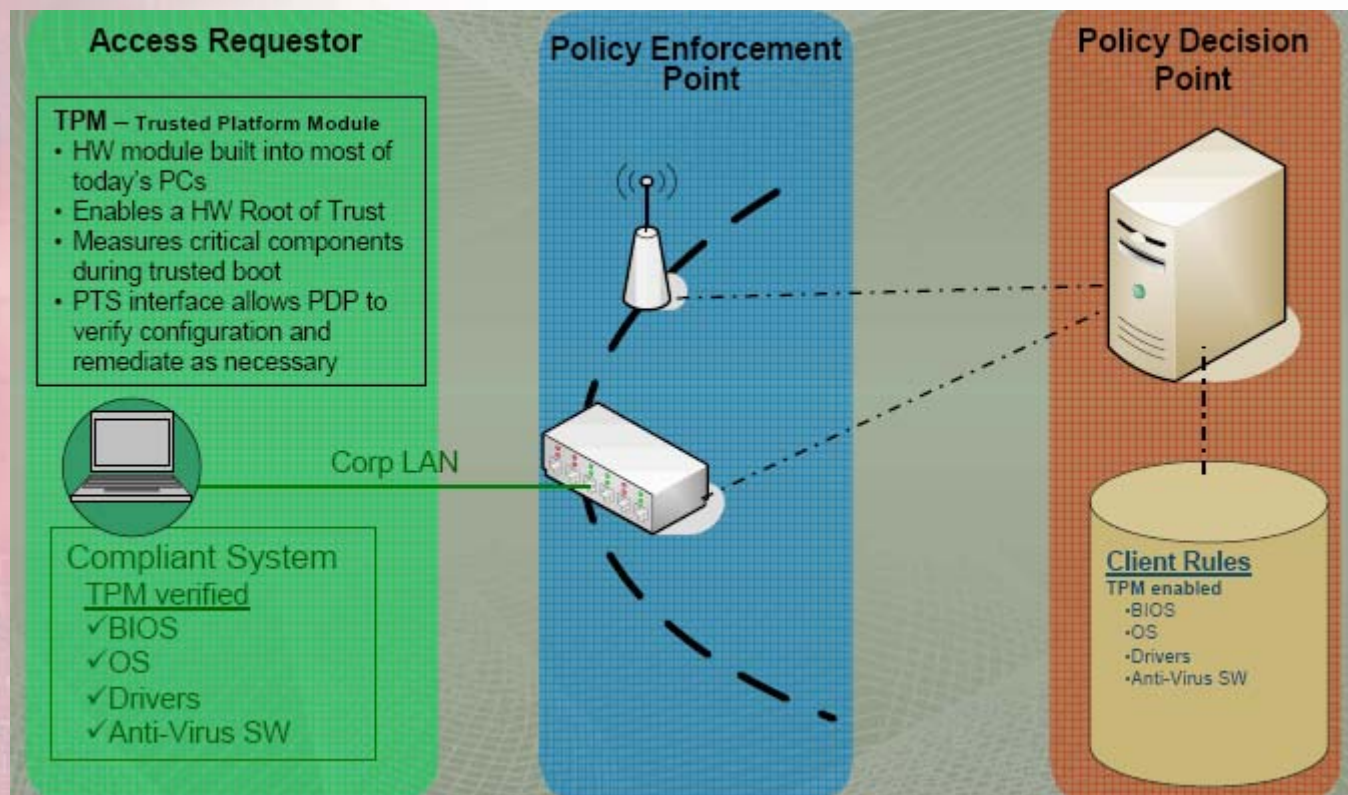 Access Requestor
TPM – Trusted Platform Module
• HW module built into most of
today's PCs
• Enables a HW Root of Trust
• Measures critical components
during trusted boot
• PTS interface allows PDP to
verify configuration and
remediate as necessary
Corp LAN
Compliant System
TPM verified
✓BIOS
✓OS
✓Drivers
✓Anti-Virus SW
Policy Enforcement
Point
Policy Decision
Point
Client Rules
TPM enabled
•BIOS
•OS
•Drivers
•Anti-Virus SW